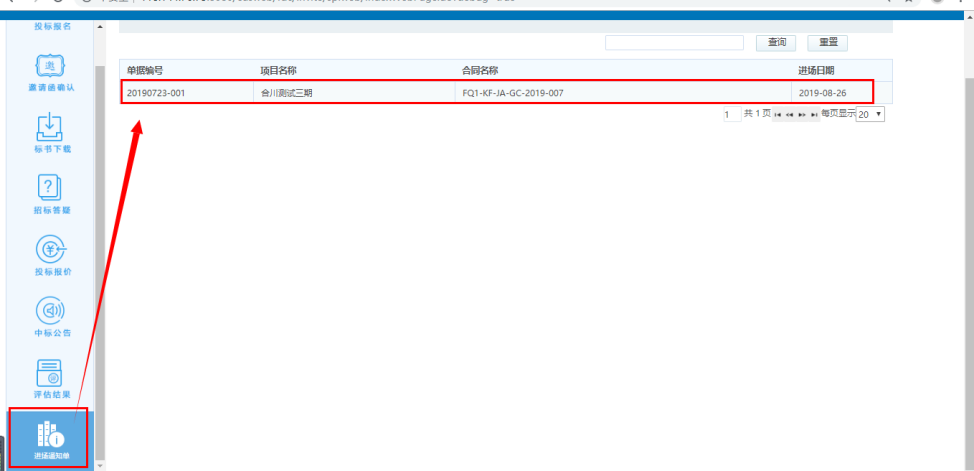 投标报名
查询 重置
邀
邀请函确认
单据编号 项目名称 合同名称 进场日期
20190723-001 合川测试三期 FQ1-KF-JA-GC-2019-007 2019-08-26
1 共 1 页 每页显示 20
标书下载
?
招标答疑
¥
投标报价
中标公告
评估结果
i
进场通知单